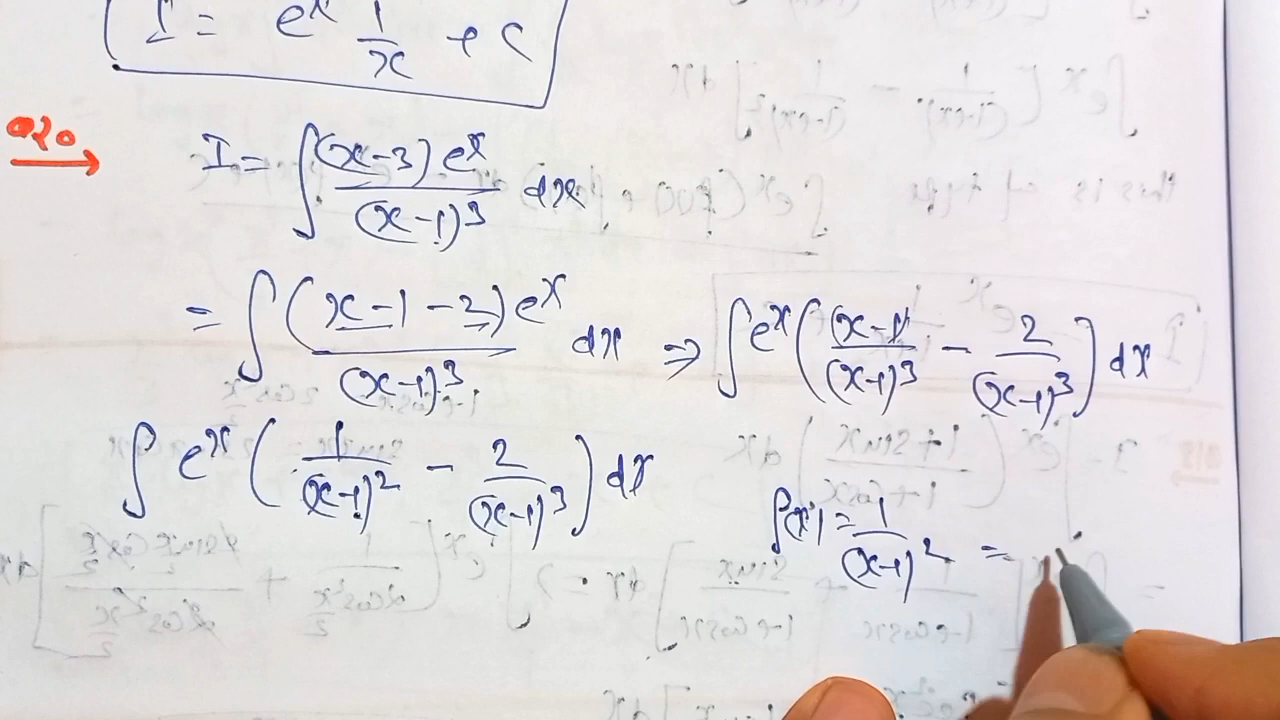 I = e^x 1/x + c
Q20
I = ∫ (x-3) e^x / (x-1)^3 dx
= ∫ (x-1-2) e^x / (x-1)^3 dx ⇒ ∫ e^x ( (x-1) / (x-1)^3 - 2 / (x-1)^3 ) dx
∫ e^x ( 1 / (x-1)^2 - 2 / (x-1)^3 ) dx
f(x) = 1 / (x-1)^2 =